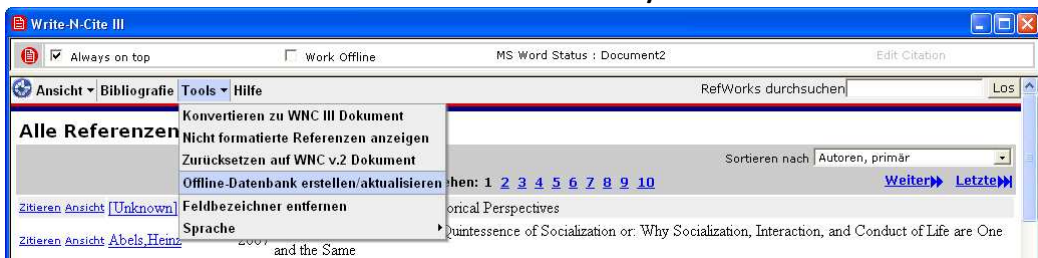 Write-N-Cite III
Always on top Work Offline MS Word Status : Document2 Edit Citation
Ansicht Bibliografie Tools Hilfe RefWorks durchsuchen Los
Konvertieren zu WNC III Dokument
Alle Referenzen
Nicht formatierte Referenzen anzeigen
Zurücksetzen auf WNC v.2 Dokument
Sortieren nach Autoren, primär
Offline-Datenbank erstellen/aktualisieren
hen: 1 2 3 4 5 6 7 8 9 10 Weiter Letzte
Zitieren Ansicht [Unknown] Feldbezeichner entfernen orical Perspectives
Sprache
Zitieren Ansicht Abels,Heinz 2007 Quintessence of Socialization or: Why Socialization, Interaction, and Conduct of Life are One
and the Same